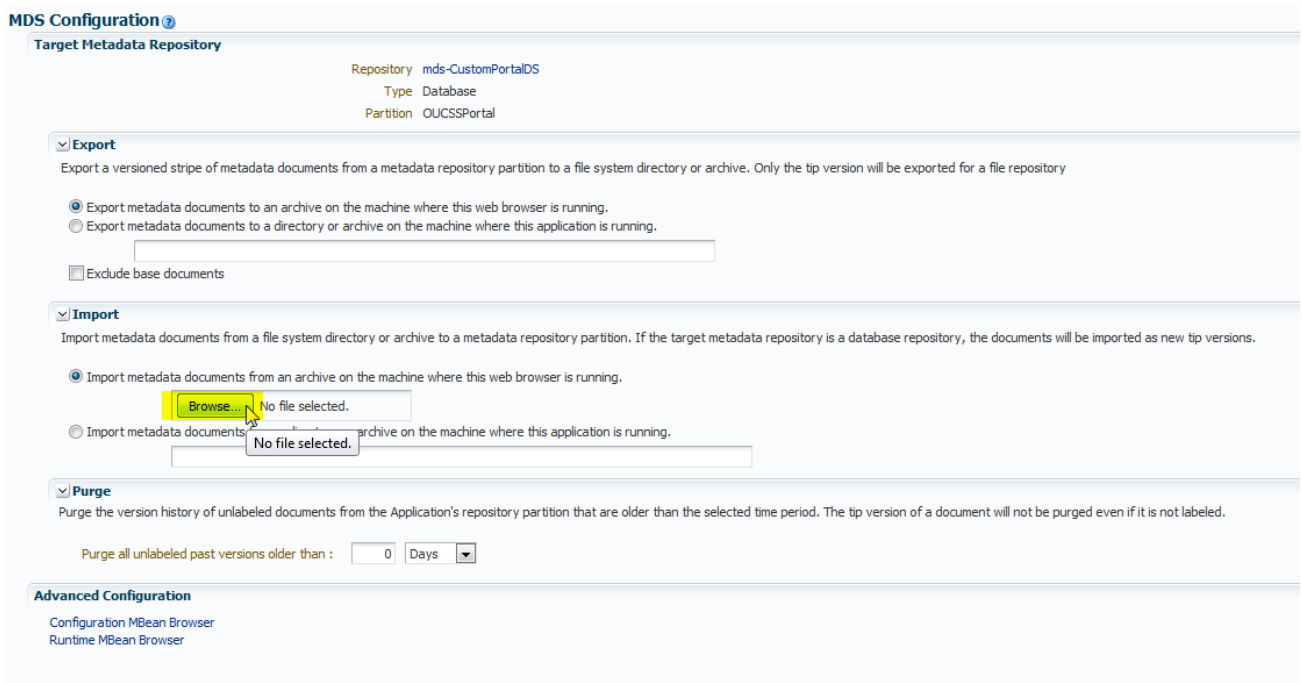 MDS Configuration
Target Metadata Repository
Repository mds-CustomPortalDS
Type Database
Partition OUCSSPortal
Export
Export a versioned stripe of metadata documents from a metadata repository partition to a file system directory or archive. Only the tip version will be exported for a file repository
Export metadata documents to an archive on the machine where this web browser is running.
Export metadata documents to a directory or archive on the machine where this application is running.
Exclude base documents
Import
Import metadata documents from a file system directory or archive to a metadata repository partition. If the target metadata repository is a database repository, the documents will be imported as new tip versions.
Import metadata documents from an archive on the machine where this web browser is running.
Browse... No file selected.
Import metadata documents archive on the machine where this application is running.
No file selected.
Purge
Purge the version history of unlabeled documents from the Application's repository partition that are older than the selected time period. The tip version of a document will not be purged even if it is not labeled.
Purge all unlabeled past versions older than : 0 Days
Advanced Configuration
Configuration MBean Browser
Runtime MBean Browser